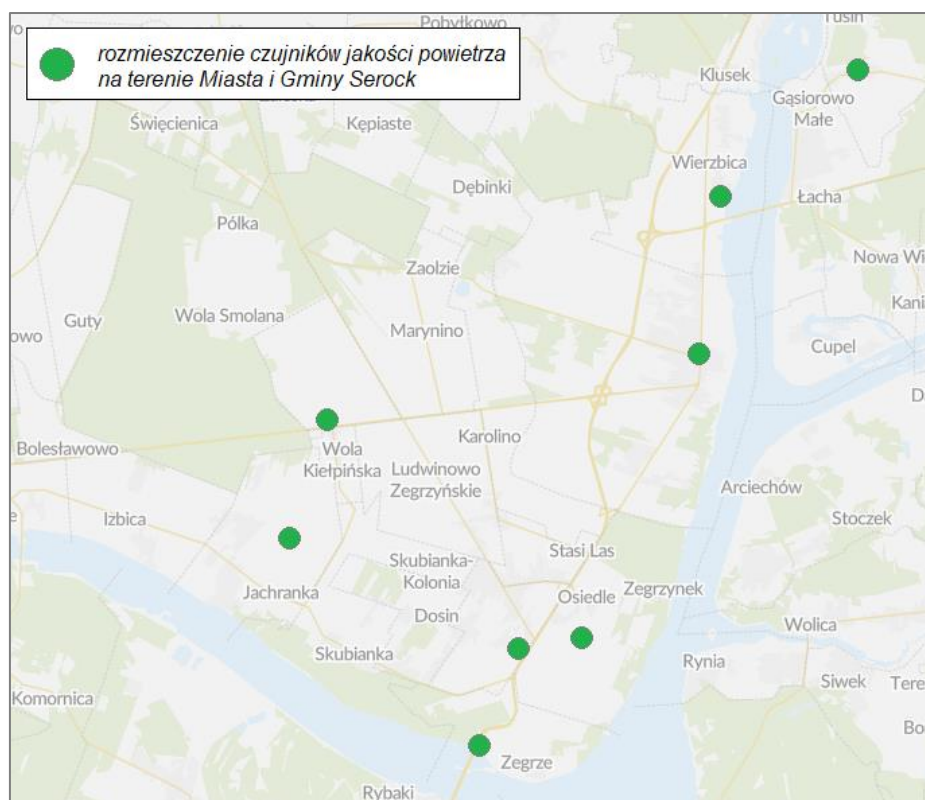 Pobyłkowo
Tusin
rozmieszczenie czujników jakości powietrza
na terenie Miasta i Gminy Serock
Klusek
Gąsiorowo
Małe
Święcienica
Kępiaste
Wierzbica
Dębinki
Łacha
Pólka
Nowa Wi
Zaolzie
Kani
Wola Smolana
Guty
Marynino
owo
Cupel
D
Karolino
Bolesławowo
Wola
Kiełpińska
Ludwinowo
Zegrzyńskie
Arciechów
Izbica
Stoczek
e
Stasi Las
Skubianka-
Kolonia
Zegrzynek
Jachranka
Osiedle
Dosin
Wolica
Skubianka
Rynia
Siwek
Tere
Komornica
Bo
Zegrze
Rybaki